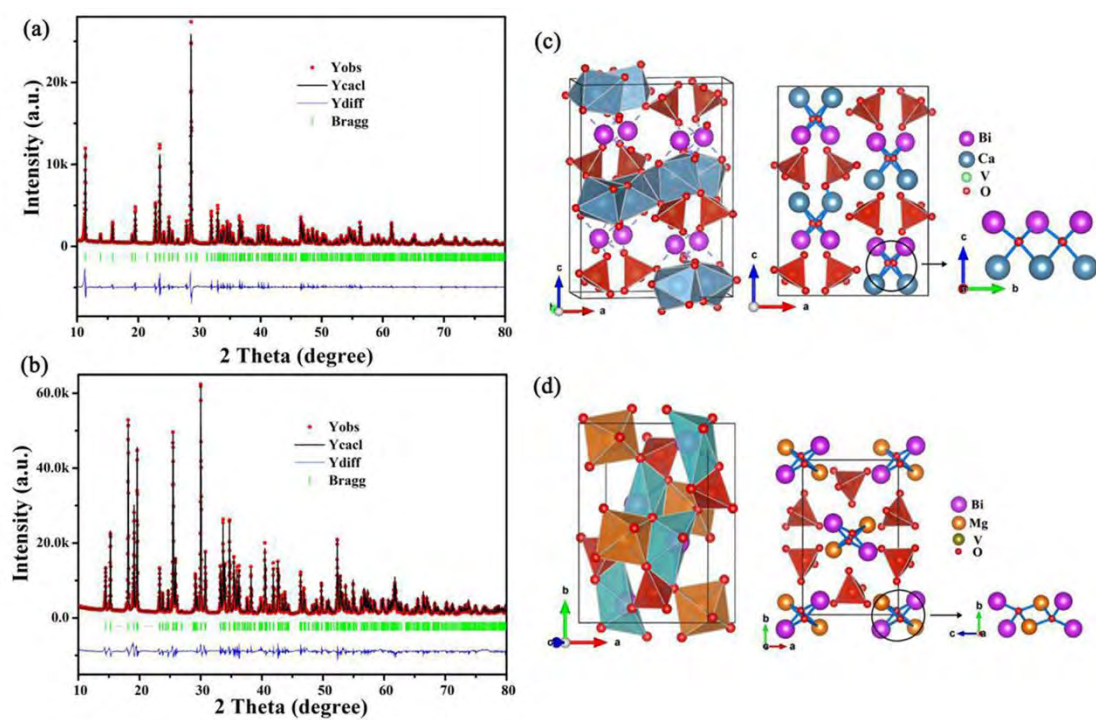 (a)
Intensity (a.u.)
20k
10k
0
Yobs
Ycacl
Ydiff
Bragg
10 20 30 40 50 60 70 80
2 Theta (degree)
(b)
Intensity (a.u.)
60.0k
40.0k
20.0k
0.0
Yobs
Ycacl
Ydiff
Bragg
10 20 30 40 50 60 70 80
2 Theta (degree)
(c)
c
a
c
a
Bi
Ca
V
O
c
b
(d)
b
c
a
b
c
a
Bi
Mg
V
O
b
c
a